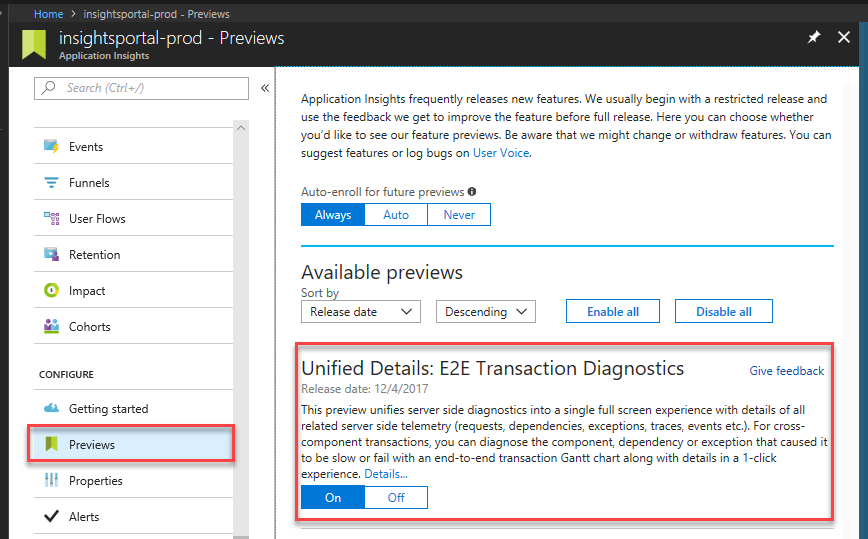 Home > insightsportal-prod - Previews
insightsportal-prod - Previews
Application Insights
Search (Ctrl+/)
«
Events
Funnels
User Flows
Retention
Impact
Cohorts
CONFIGURE
Getting started
Previews
Properties
Alerts
Application Insights frequently releases new features. We usually begin with a restricted release and
use the feedback we get to improve the feature before full release. Here you can choose whether
you'd like to see our feature previews. Be aware that we might change or withdraw features. You can
suggest features or log bugs on User Voice.
Auto-enroll for future previews
Always Auto Never
Available previews
Sort by
Release date Descending Enable all Disable all
Unified Details: E2E Transaction Diagnostics Give feedback
Release date: 12/4/2017
This preview unifies server side diagnostics into a single full screen experience with details of all
related server side telemetry (requests, dependencies, exceptions, traces, events etc.). For cross-
component transactions, you can diagnose the component, dependency or exception that caused it
to be slow or fail with an end-to-end transaction Gantt chart along with details in a 1-click
experience. Details...
On Off